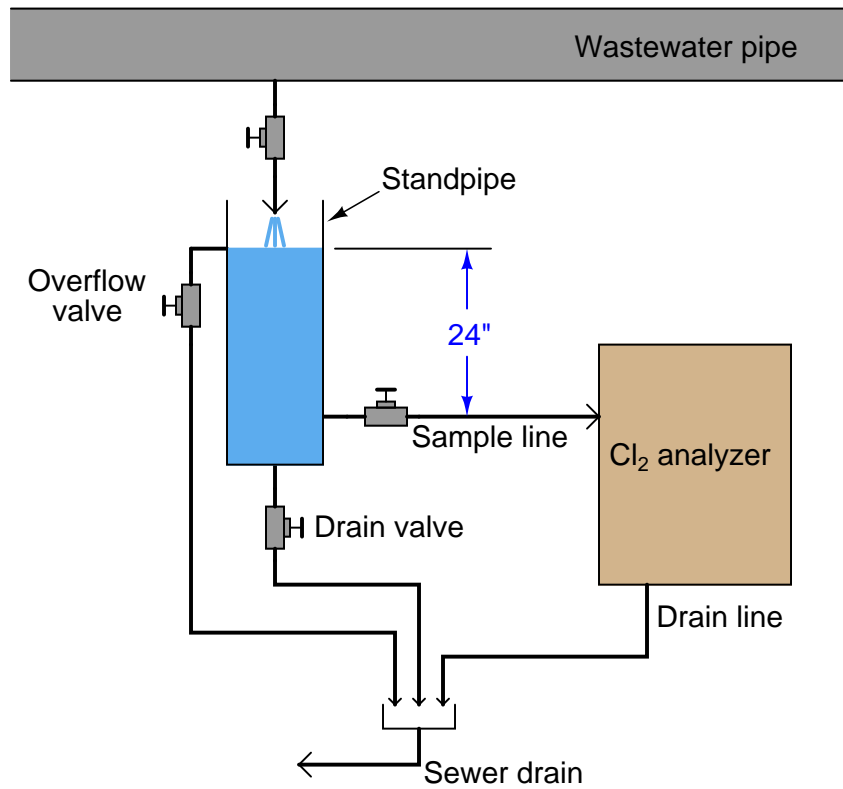 Wastewater pipe
Standpipe
Overflow
valve
24"
Sample line
Cl₂ analyzer
Drain valve
Drain line
Sewer drain